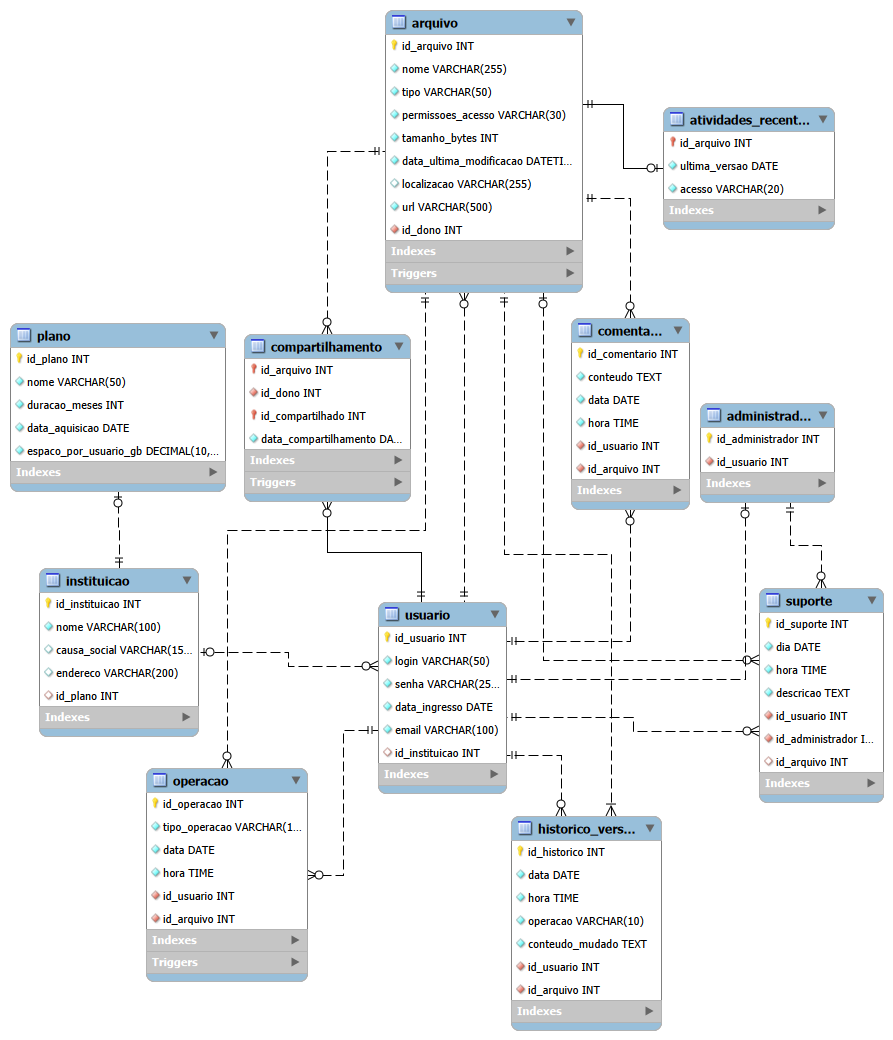 arquivo
id_arquivo INT
nome VARCHAR(255)
tipo VARCHAR(50)
permissoes_acesso VARCHAR(30)
tamanho_bytes INT
data_ultima_modificacao DATETI...
localizacao VARCHAR(255)
url VARCHAR(500)
id_dono INT
Indexes
Triggers
atividades_recent...
id_arquivo INT
ultima_versao DATE
acesso VARCHAR(20)
Indexes
plano
id_plano INT
nome VARCHAR(50)
duracao_meses INT
data_aquisicao DATE
espaco_por_usuario_gb DECIMAL(10,...
Indexes
compartilhamento
id_arquivo INT
id_dono INT
id_compartilhado INT
data_compartilhamento DA...
Indexes
Triggers
comenta...
id_comentario INT
conteudo TEXT
data DATE
hora TIME
id_usuario INT
id_arquivo INT
Indexes
administrad...
id_administrador INT
id_usuario INT
Indexes
instituicao
id_instituicao INT
nome VARCHAR(100)
causa_social VARCHAR(15...
endereco VARCHAR(200)
id_plano INT
Indexes
usuario
id_usuario INT
login VARCHAR(50)
senha VARCHAR(25...
data_ingresso DATE
email VARCHAR(100)
id_instituicao INT
Indexes
suporte
id_suporte INT
dia DATE
hora TIME
descricao TEXT
id_usuario INT
id_administrador I...
id_arquivo INT
Indexes
operacao
id_operacao INT
tipo_operacao VARCHAR(1...
data DATE
hora TIME
id_usuario INT
id_arquivo INT
Indexes
Triggers
historico_vers...
id_historico INT
data DATE
hora TIME
operacao VARCHAR(10)
conteudo_mudado TEXT
id_usuario INT
id_arquivo INT
Indexes